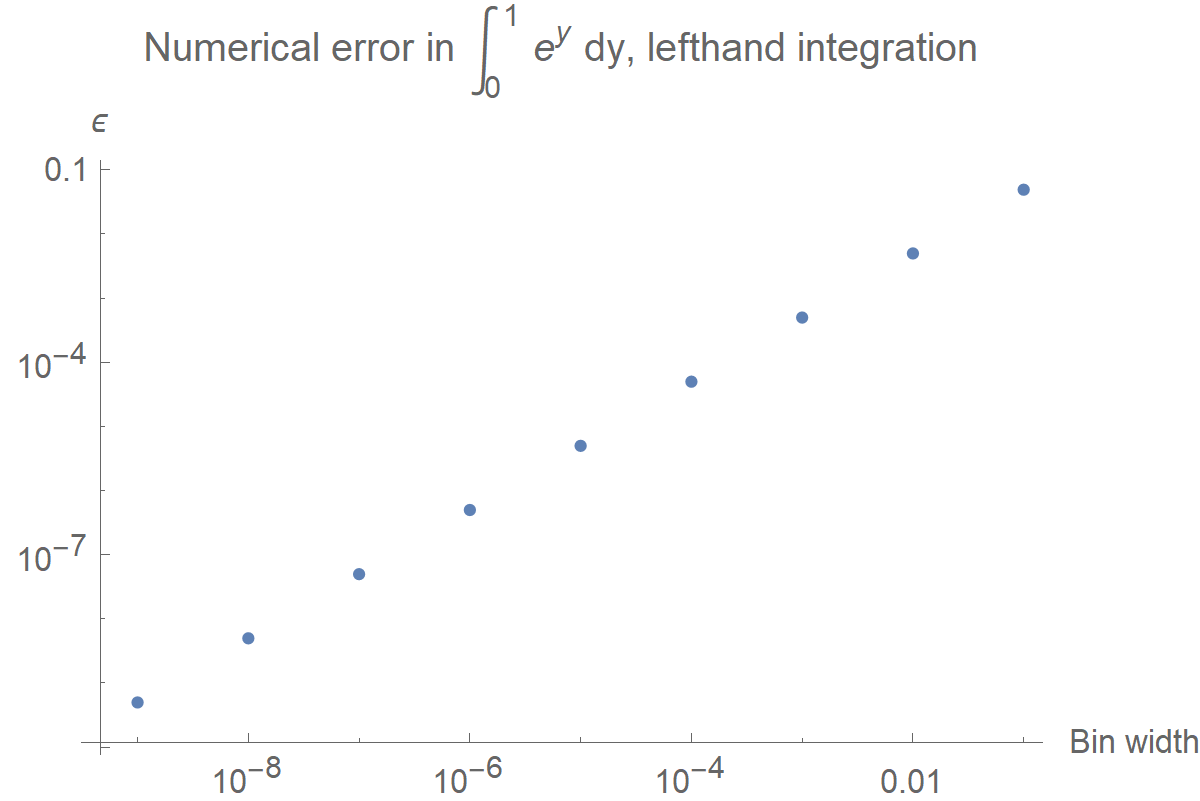 Numerical error in ∫₀¹ eʸ dy, lefthand integration
ϵ
0.1
10⁻⁴
10⁻⁷
10⁻⁸ 10⁻⁶ 10⁻⁴ 0.01
Bin width